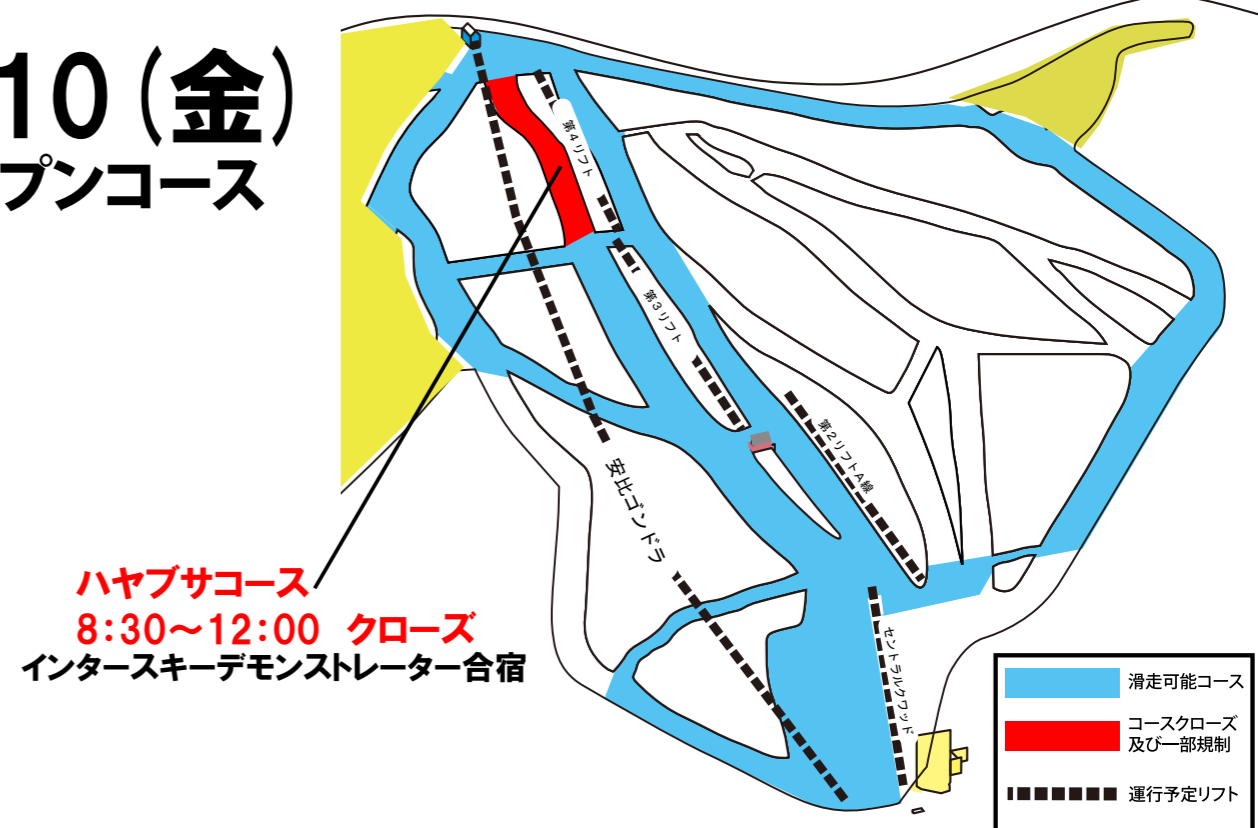 10(金)
プンコース
第4リフト
第3リフト
第2リフトA線
安比ゴンドラ
セントラルクワッド
ハヤブサコース
8:30～12:00 クローズ
インタースキーデモンストレーター合宿
滑走可能コース
コースクローズ
及び一部規制
運行予定リフト